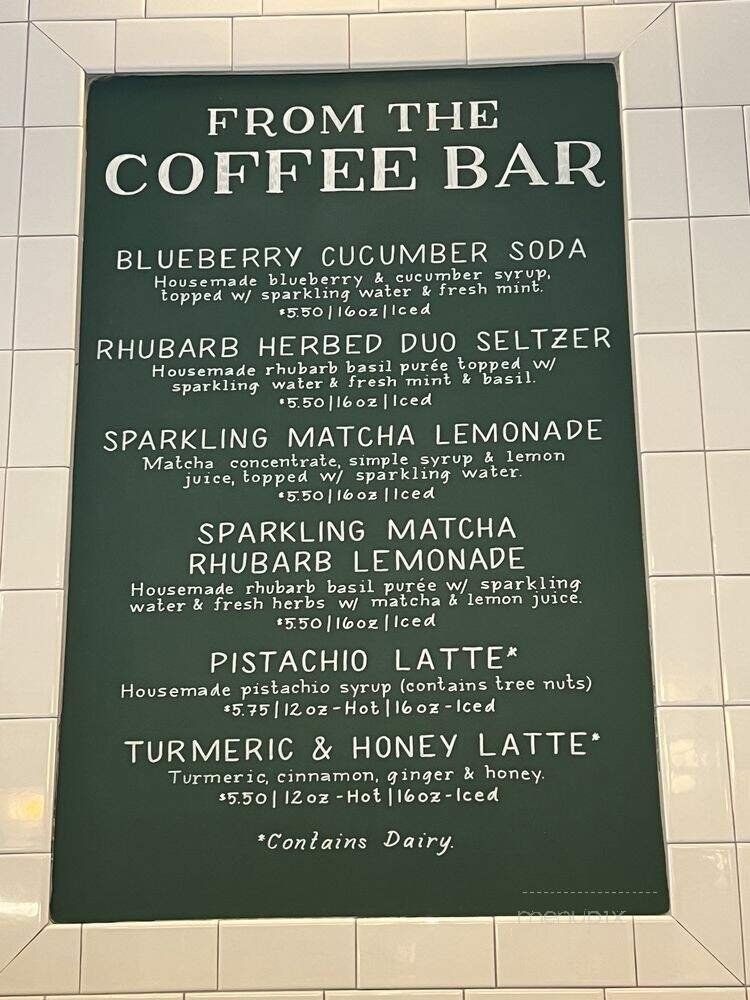 FROM THE
COFFEE BAR
BLUEBERRY CUCUMBER SODA
Housemade blueberry & cucumber syrup,
topped w/ sparkling water & fresh mint.
$5.50 | 16oz | Iced
RHUBARB HERBED DUO SELTZER
Housemade rhubarb basil purée topped w/
sparkling water & fresh mint & basil.
$5.50 | 16oz | Iced
SPARKLING MATCHA LEMONADE
Matcha concentrate, simple syrup & lemon
juice, topped w/ sparkling water.
$5.50 | 16oz | Iced
SPARKLING MATCHA
RHUBARB LEMONADE
Housemade rhubarb basil purée w/ sparkling
water & fresh herbs w/ matcha & lemon juice.
$5.50 | 16oz | Iced
PISTACHIO LATTE*
Housemade pistachio syrup (contains tree nuts)
$5.75 | 12oz - Hot | 16oz - Iced
TURMERIC & HONEY LATTE*
Turmeric, cinnamon, ginger & honey.
$5.50 | 12oz - Hot | 16oz - Iced
*Contains Dairy.
menupix